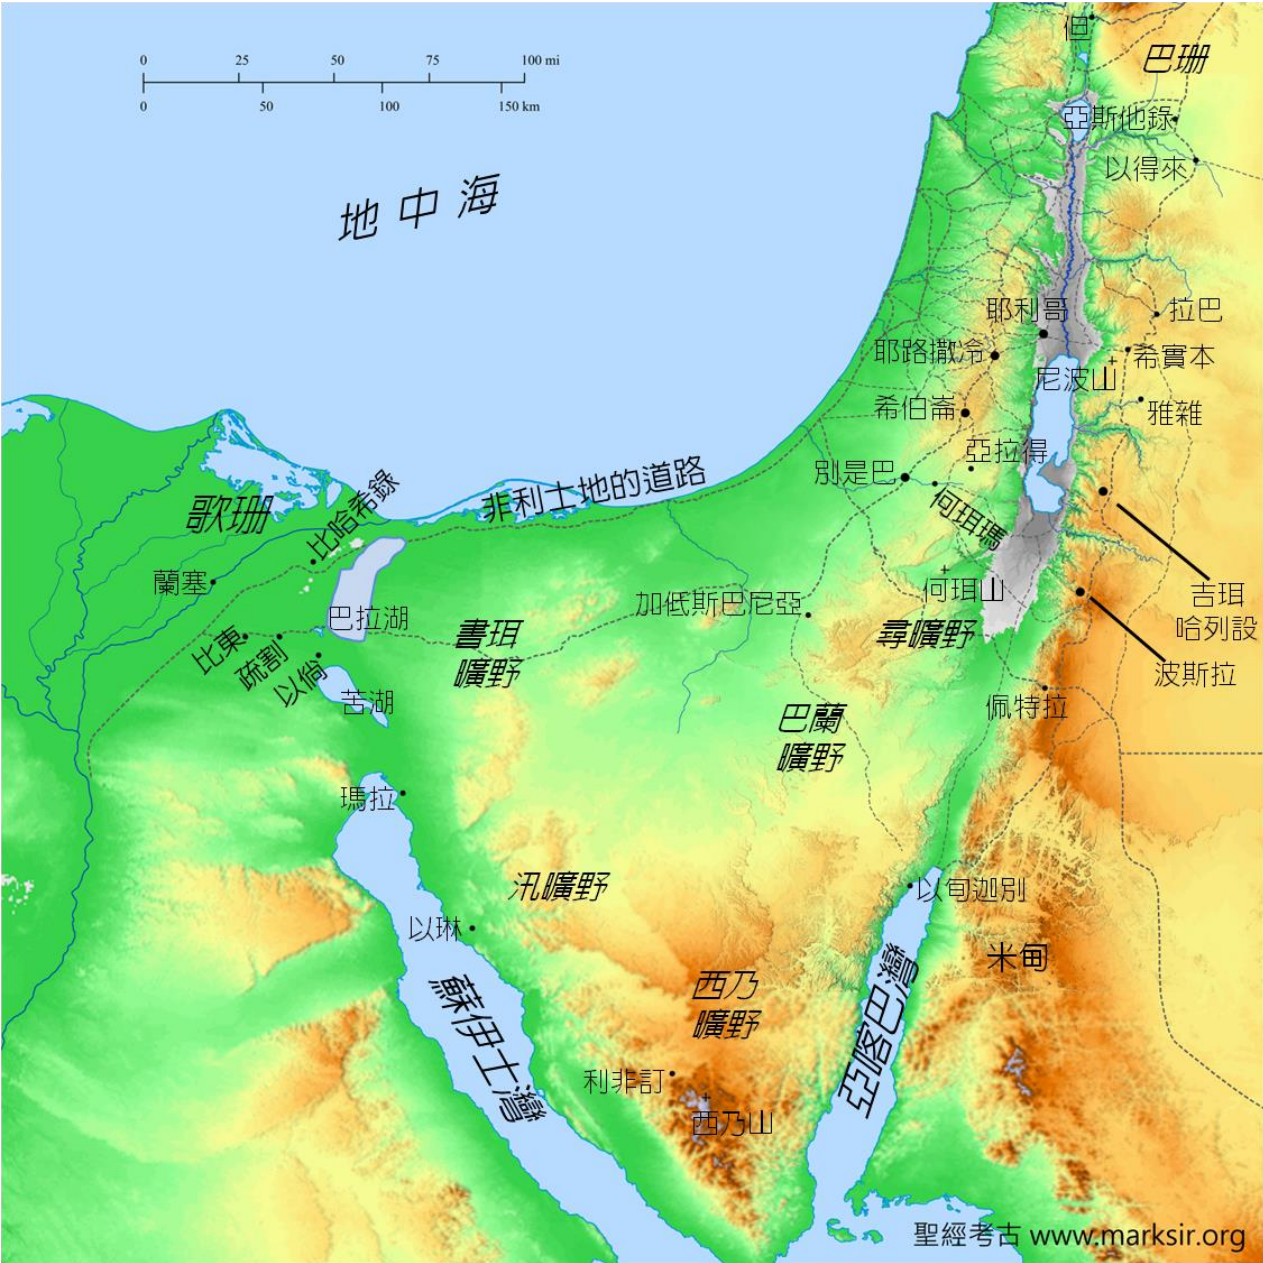 但
巴珊
0 25 50 75 100 mi
0 50 100 150 km
亞斯他錄
以得來
地中海
耶利哥
拉巴
耶路撒冷
希實本
尼波山
希伯崙
雅雜
亞拉得
別是巴
非利士地的道路
何珥瑪
歌珊
比哈希錄
蘭塞
何珥山
吉珥
哈列設
加低斯巴尼亞
巴拉湖
書珥
曠野
尋曠野
比東
疏割
以倘
波斯拉
苦湖
佩特拉
巴蘭
曠野
瑪拉
汛曠野
以旬迦別
以琳
米甸
西乃
曠野
蘇伊士灣
亞喀巴灣
利非訂
西乃山
聖經考古 www.marksir.org